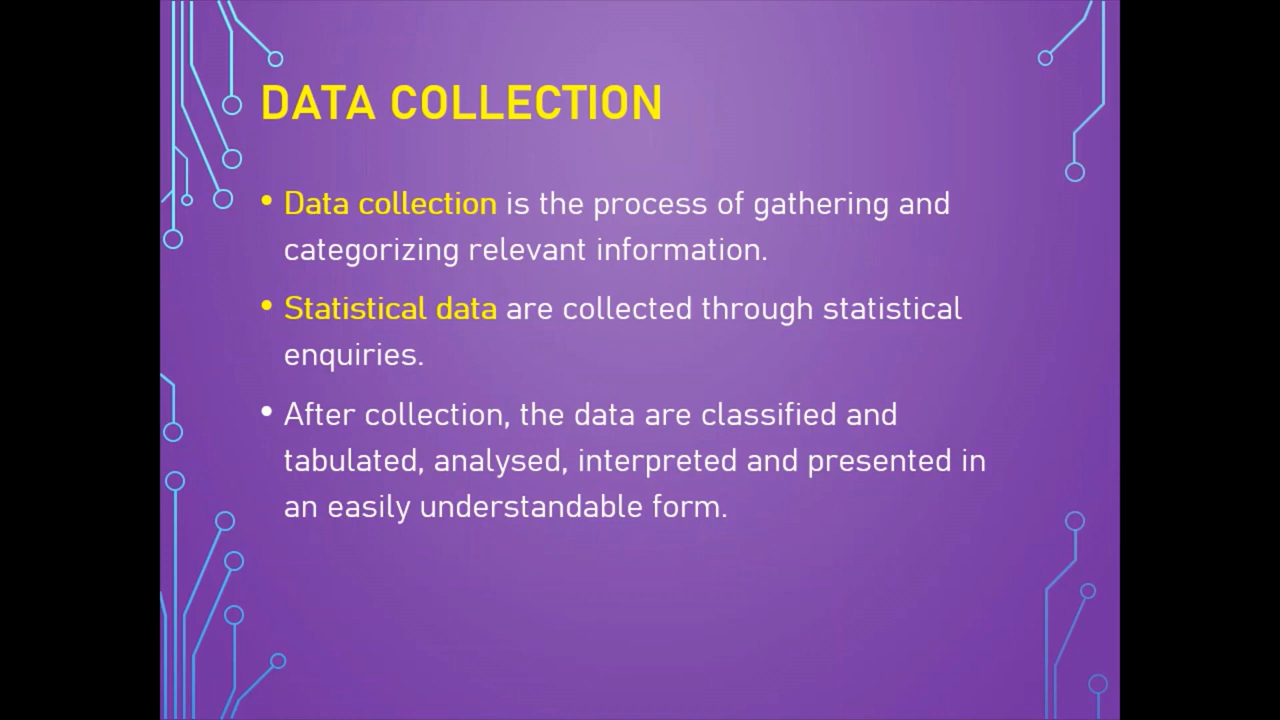 DATA COLLECTION
• Data collection is the process of gathering and
categorizing relevant information.
• Statistical data are collected through statistical
enquiries.
• After collection, the data are classified and
tabulated, analysed, interpreted and presented in
an easily understandable form.